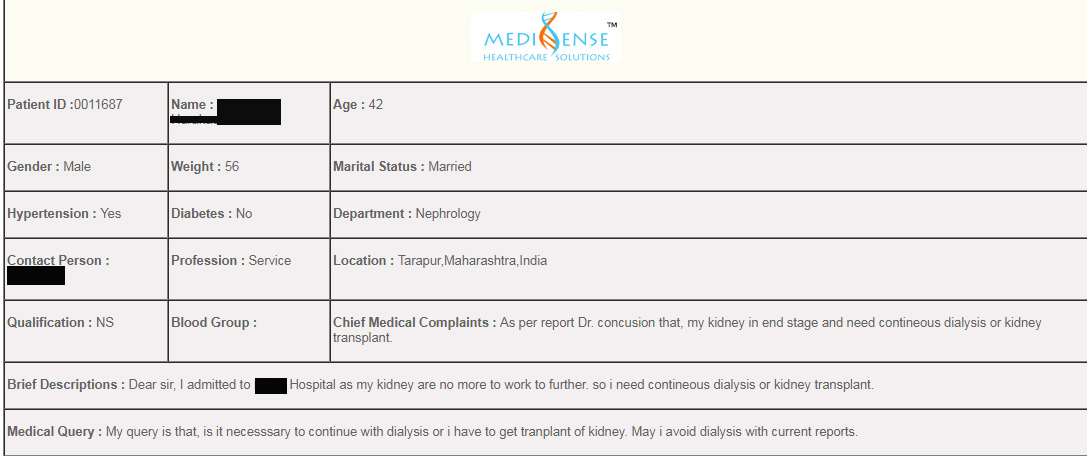 MEDISENSE™
HEALTHCARE SOLUTIONS
Patient ID :0011687
Name :
Age : 42
Gender : Male
Weight : 56
Marital Status : Married
Hypertension : Yes
Diabetes : No
Department : Nephrology
Contact Person :
Profession : Service
Location : Tarapur,Maharashtra,India
Qualification : NS
Blood Group :
Chief Medical Complaints : As per report Dr. concusion that, my kidney in end stage and need contineous dialysis or kidney
transplant.
Brief Descriptions : Dear sir, I admitted to Hospital as my kidney are no more to work to further. so i need contineous dialysis or kidney transplant.
Medical Query : My query is that, is it necesssary to continue with dialysis or i have to get tranplant of kidney. May i avoid dialysis with current reports.